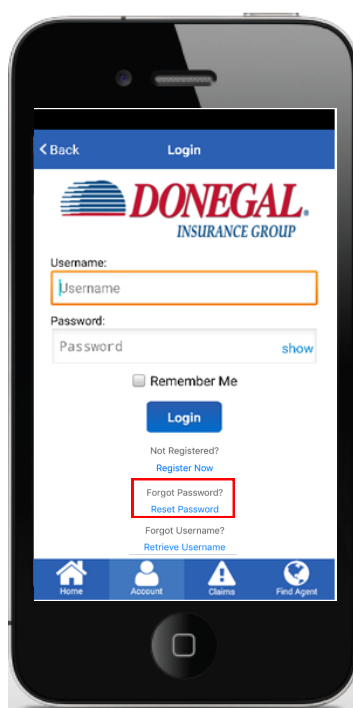 Back
Login
DONEGAL.
INSURANCE GROUP
Username:
Username
Password:
Password show
Remember Me
Login
Not Registered?
Register Now
Forgot Password?
Reset Password
Forgot Username?
Retrieve Username
Home Account Claims Find Agent